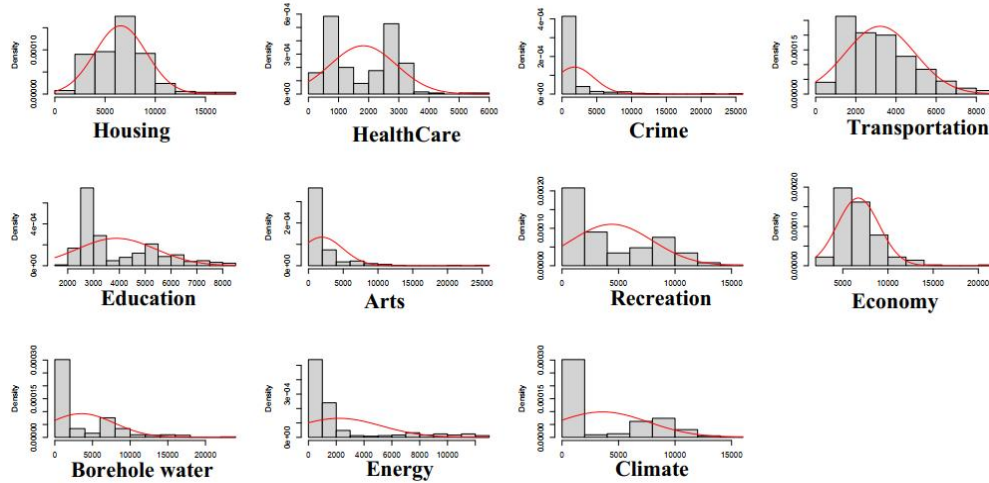 Density 0.00000 0.00010 0 5000 10000 15000
Housing
Density 0e+00 3e-04 6e-04 0 1000 2000 3000 4000 5000 6000
HealthCare
Density 0e+00 2e-04 4e-04 0 5000 10000 15000 20000 25000
Crime
Density 0.00000 0.00010 0 2000 4000 6000 8000
Transportation
Density 0e+00 4e-04 2000 3000 4000 5000 6000 7000 8000
Education
Density 0e+00 2e-04 0 5000 10000 15000 20000 25000
Arts
Density 0.00000 0.00010 0.00020 0 5000 10000 15000
Recreation
Density 0.00000 0.00010 0.00020 5000 10000 15000 20000
Economy
Density 0.00000 0.00015 0.00030 0 5000 10000 15000 20000
Borehole water
Density 0e+00 3e-04 0 2000 4000 6000 8000 10000
Energy
Density 0.00000 0.00015 0.00030 0 5000 10000 15000
Climate